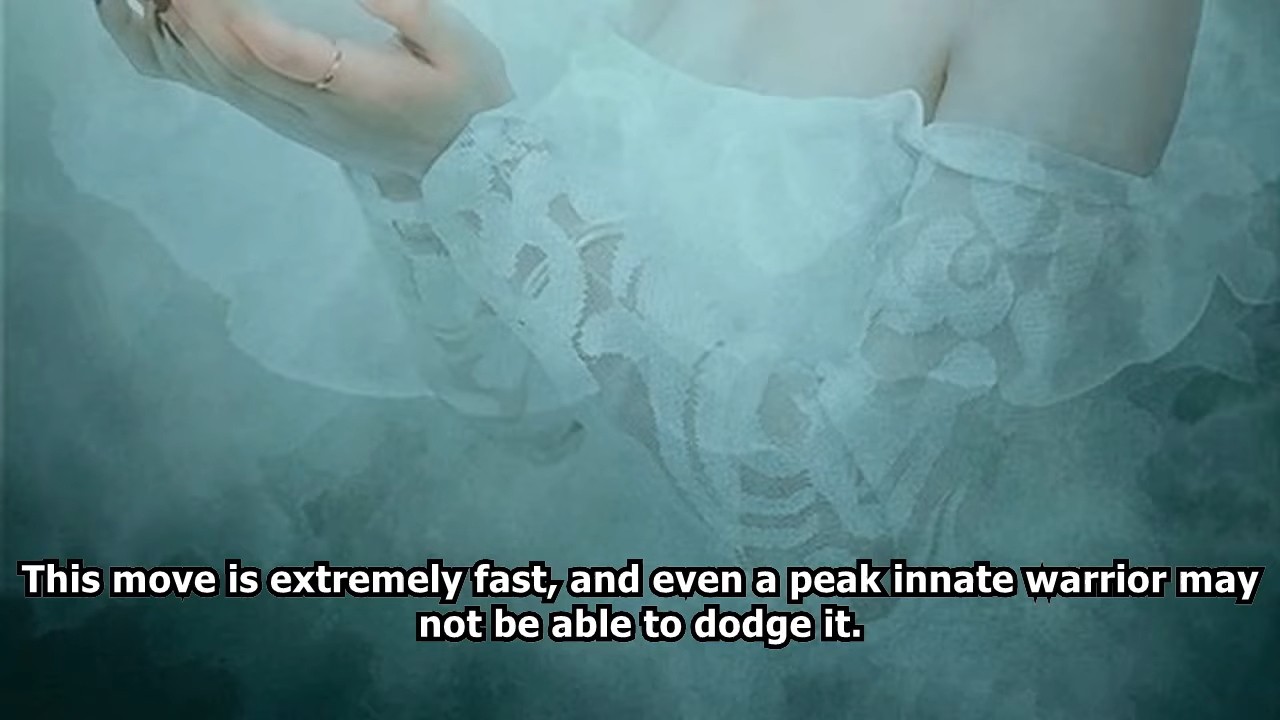 This move is extremely fast, and even a peak innate warrior may
not be able to dodge it.